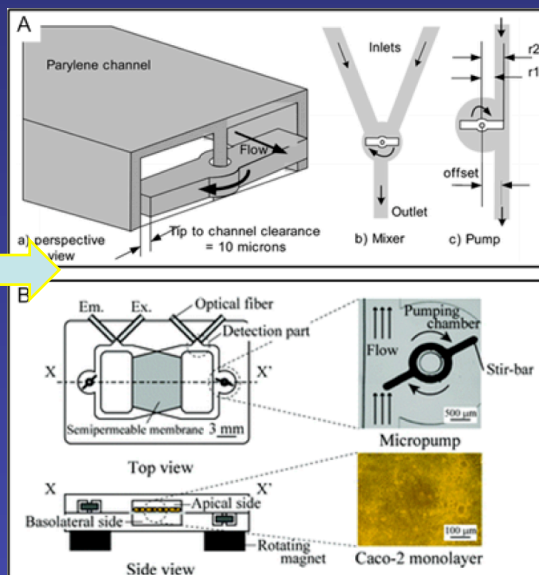 A
Parylene channel
Flow
Tip to channel clearance
= 10 microns
a) perspective
view
Inlets
Outlet
b) Mixer
r2
r1
offset
c) Pump
B
Em.
Ex.
Optical fiber
Detection part
X
X'
Semipermeable membrane
3 mm
Top view
Pumping
chamber
Flow
Stir-bar
500 μm
Micropump
X
X'
Apical side
Basolateral side
Rotating
magnet
Side view
100 μm
Caco-2 monolayer